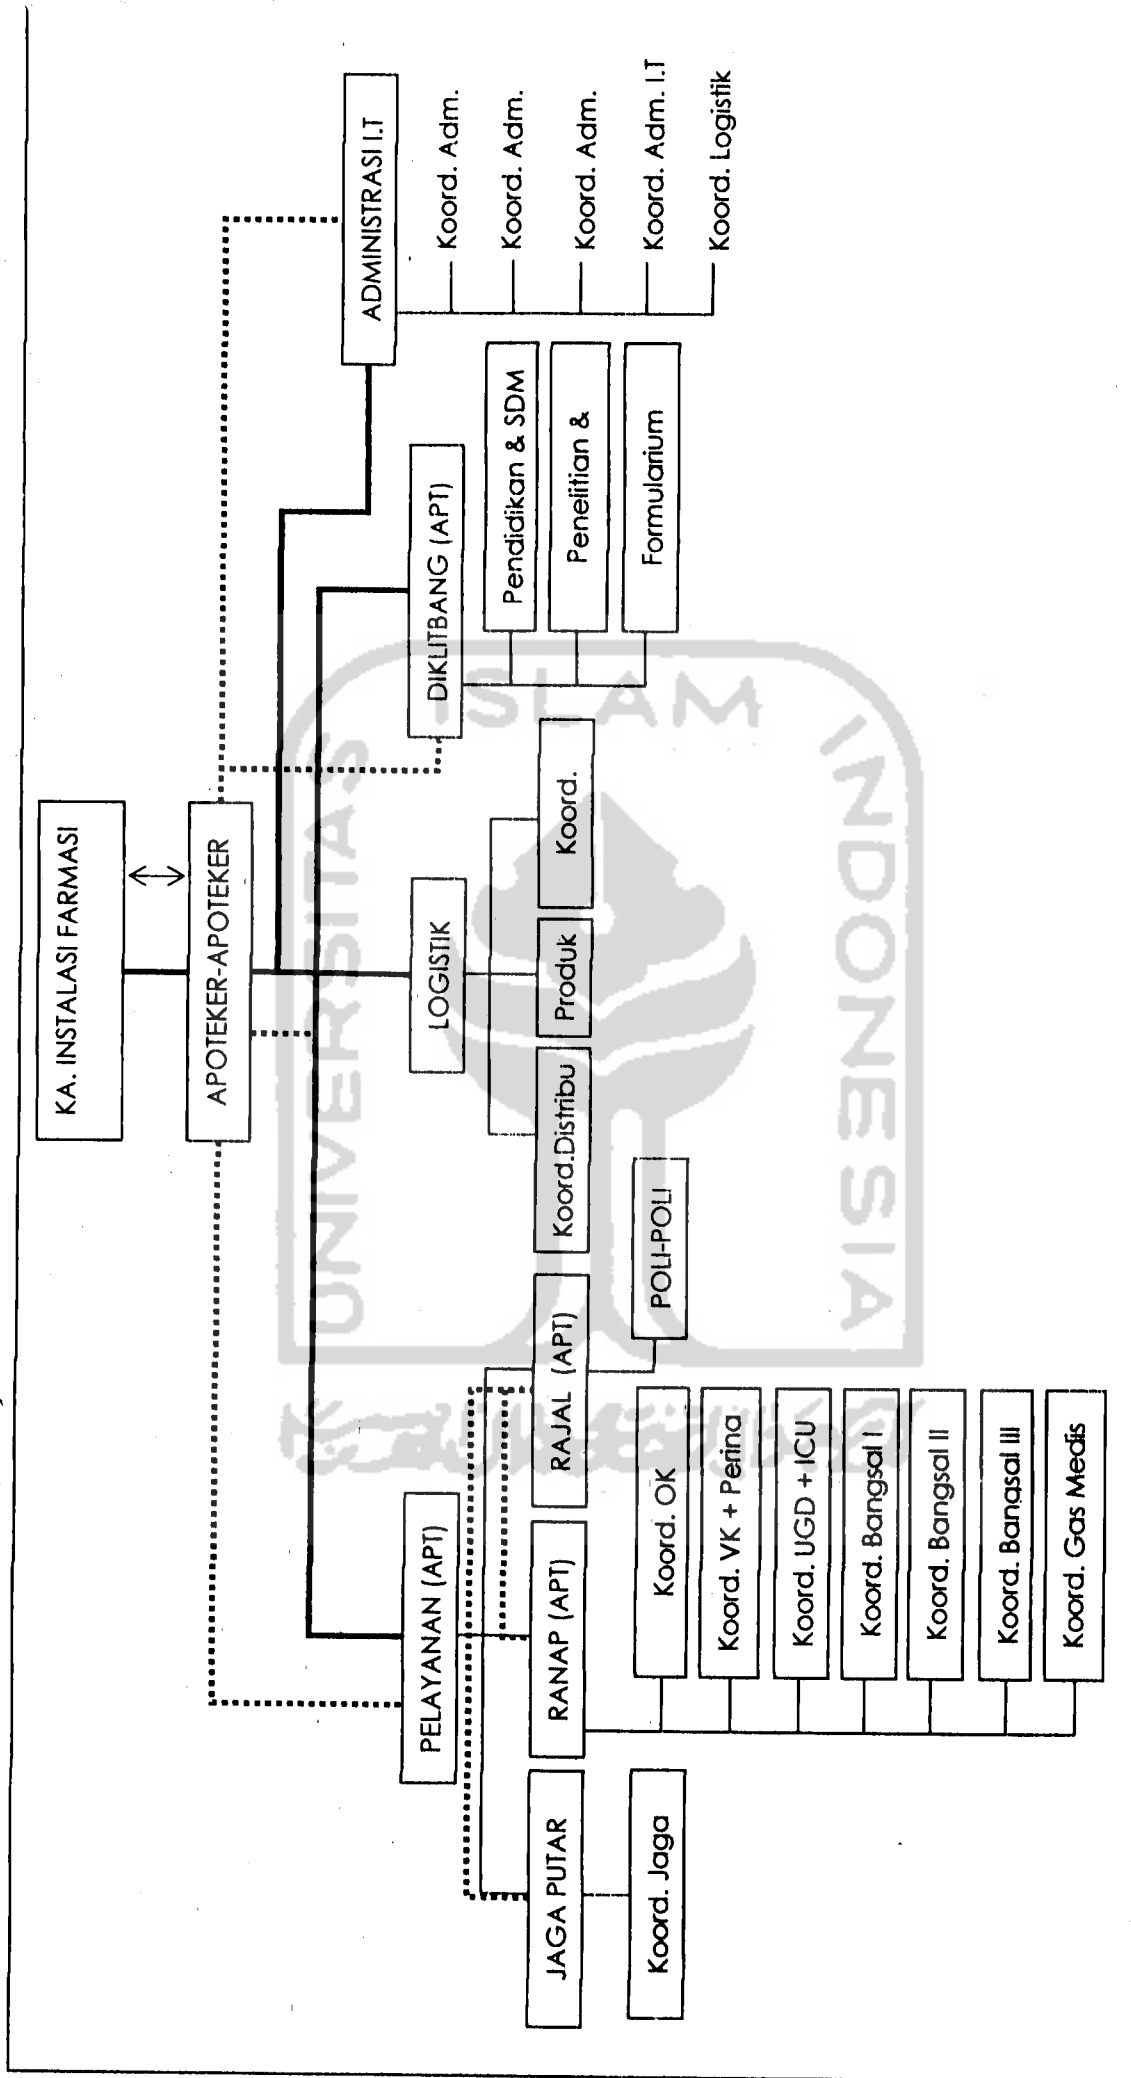 KA. INSTALASI FARMASI
APOTEKER-APOTEKER
PELAYANAN (APT)
LOGISTIK
DIKLITBANG (APT)
ADMINISTRASI I.T
JAGA PUTAR
RANAP (APT)
RAJAL (APT)
Koord.Distribu
Produk
Koord.
Pendidikan & SDM
Penelitian &
Formularium
Koord. Adm.
Koord. Adm.
Koord. Adm.
Koord. Adm. I.T
Koord. Logistik
Koord. Jaga
Koord. OK
Koord. VK + Perina
Koord. UGD + ICU
Koord. Bangsal I
Koord. Bangsal II
Koord. Bangsal III
Koord. Gas Medis
POLI-POLI
UNIVERSITAS
ISLAM
INDONESIA